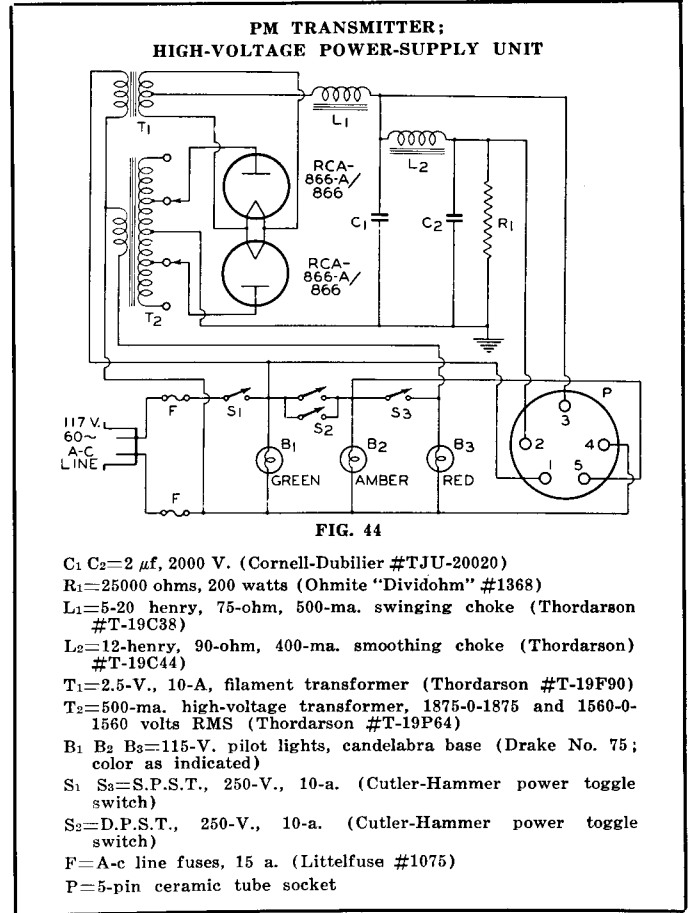 PM TRANSMITTER;
HIGH-VOLTAGE POWER-SUPPLY UNIT
T1
L1
L2
RCA-
866-A/
866
C1
C2
R1
RCA-
866-A/
866
T2
P
3
2
4
1
5
117 V.
60~
A-C
LINE
F
S1
S2
S3
B1
GREEN
B2
AMBER
B3
RED
F
FIG. 44
C1 C2=2 μf, 2000 V. (Cornell-Dubilier #TJU-20020)
R1=25000 ohms, 200 watts (Ohmite "Dividohm" #1368)
L1=5-20 henry, 75-ohm, 500-ma. swinging choke (Thordarson
#T-19C38)
L2=12-henry, 90-ohm, 400-ma. smoothing choke (Thordarson)
#T-19C44)
T1=2.5-V., 10-A, filament transformer (Thordarson #T-19F90)
T2=500-ma. high-voltage transformer, 1875-0-1875 and 1560-0-
1560 volts RMS (Thordarson #T-19P64)
B1 B2 B3=115-V. pilot lights, candelabra base (Drake No. 75;
color as indicated)
S1 S3=S.P.S.T., 250-V., 10-a. (Cutler-Hammer power toggle
switch)
S2=D.P.S.T., 250-V., 10-a. (Cutler-Hammer power toggle
switch)
F=A-c line fuses, 15 a. (Littelfuse #1075)
P=5-pin ceramic tube socket